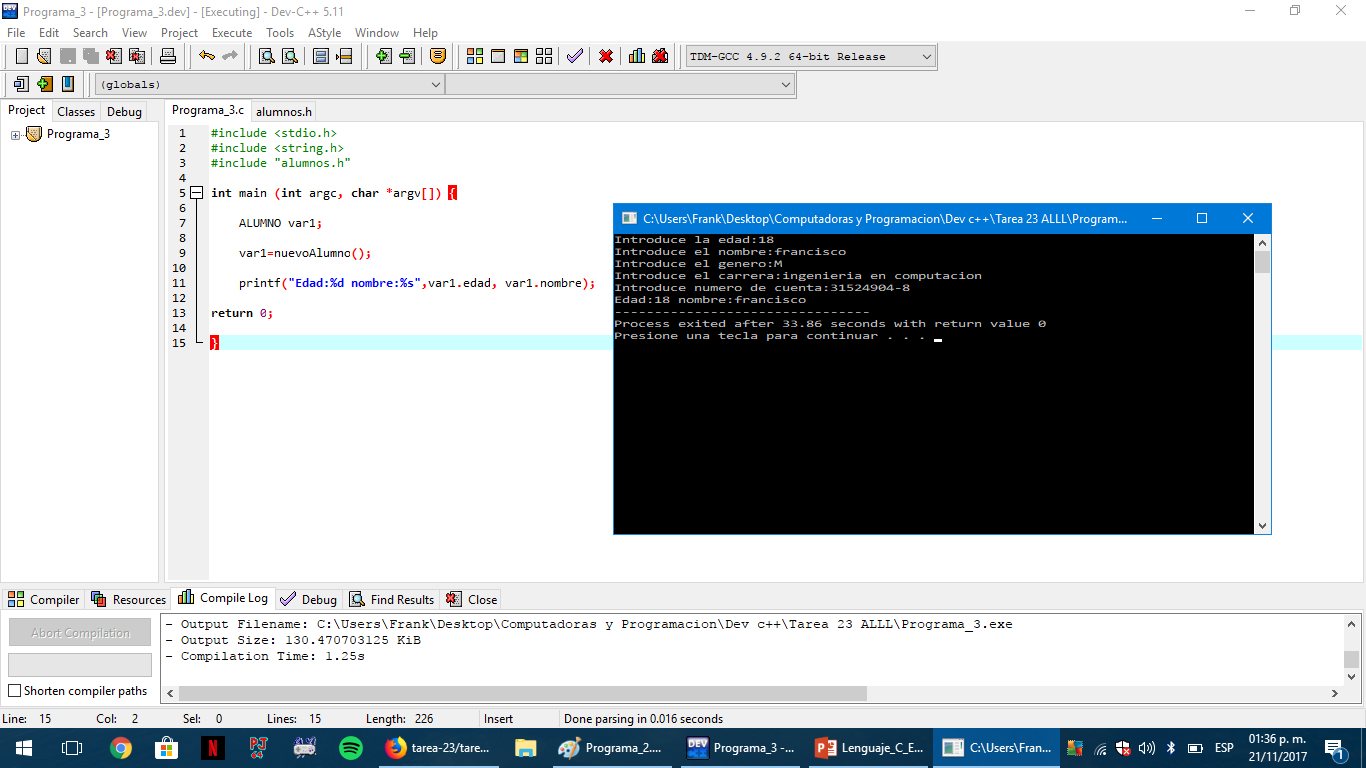 Programa_3 - [Programa_3.dev] - [Executing] - Dev-C++ 5.11
File Edit Search View Project Execute Tools AStyle Window Help
TDM-GCC 4.9.2 64-bit Release
(globals)
Project Classes Debug
Programa_3.c alumnos.h
Programa_3
1 #include <stdio.h>
2 #include <string.h>
3 #include "alumnos.h"
4
5 int main (int argc, char *argv[]) {
6
7 ALUMNO var1;
8
9 var1=nuevoAlumno();
10
11 printf("Edad:%d nombre:%s",var1.edad, var1.nombre);
12
13 return 0;
14
15 }
C:\Users\Frank\Desktop\Computadoras y Programacion\Dev c++\Tarea 23 ALLL\Program...
Introduce la edad:18
Introduce el nombre:francisco
Introduce el genero:M
Introduce el carrera:ingenieria en computacion
Introduce numero de cuenta:31524904-8
Edad:18 nombre:francisco
--------------------------------
Process exited after 33.86 seconds with return value 0
Presione una tecla para continuar . . .
Compiler Resources Compile Log Debug Find Results Close
Abort Compilation
Shorten compiler paths
- Output Filename: C:\Users\Frank\Desktop\Computadoras y Programacion\Dev c++\Tarea 23 ALLL\Programa_3.exe
- Output Size: 130.470703125 KiB
- Compilation Time: 1.25s
Line: 15 Col: 2 Sel: 0 Lines: 15 Length: 226 Insert Done parsing in 0.016 seconds
tarea-23/tare... Programa_2.... Programa_3 -... Lenguaje_C_E... C:\Users\Fran... ESP
01:36 p. m.
21/11/2017